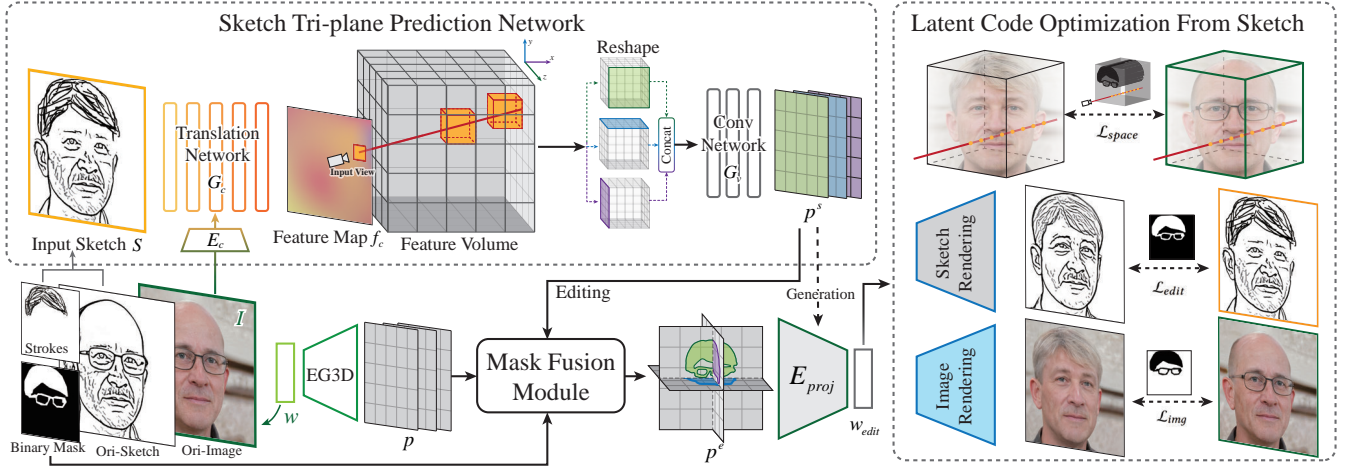 Sketch Tri-plane Prediction Network
Input Sketch S
Translation
Network
G_c
E_c
Input View
Feature Map f_c
Feature Volume
y
x
z
Reshape
Concat
Conv
Network
G_v
p^s
Strokes
Binary Mask
Ori-Sketch
I
Ori-Image
w
EG3D
p
Editing
Mask Fusion
Module
Generation
p^e
E_proj
w_edit
Latent Code Optimization From Sketch
ℒ_space
Sketch
Rendering
ℒ_edit
Image
Rendering
ℒ_img